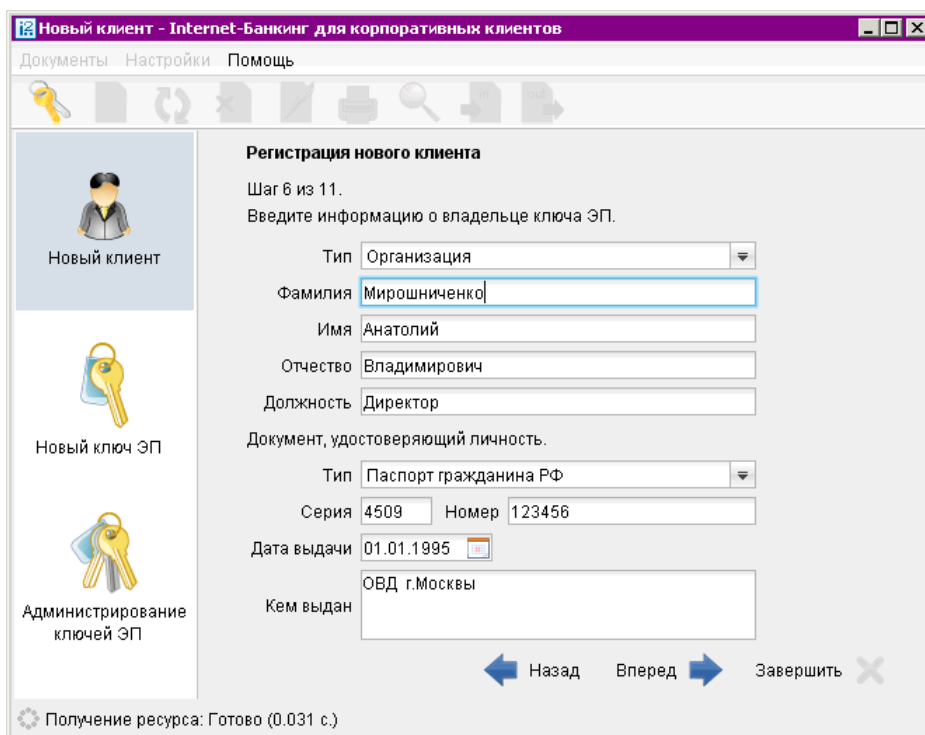 Новый клиент - Internet-Банкинг для корпоративных клиентов
Документы Настройки Помощь
in out
Новый клиент
Новый ключ ЭП
Администрирование
ключей ЭП
Регистрация нового клиента
Шаг 6 из 11.
Введите информацию о владельце ключа ЭП.
Тип Организация
Фамилия Мирошниченко
Имя Анатолий
Отчество Владимирович
Должность Директор
Документ, удостоверяющий личность.
Тип Паспорт гражданина РФ
Серия 4509 Номер 123456
Дата выдачи 01.01.1995
Кем выдан ОВД г.Москвы
Назад Вперед Завершить
Получение ресурса: Готово (0.031 с.)